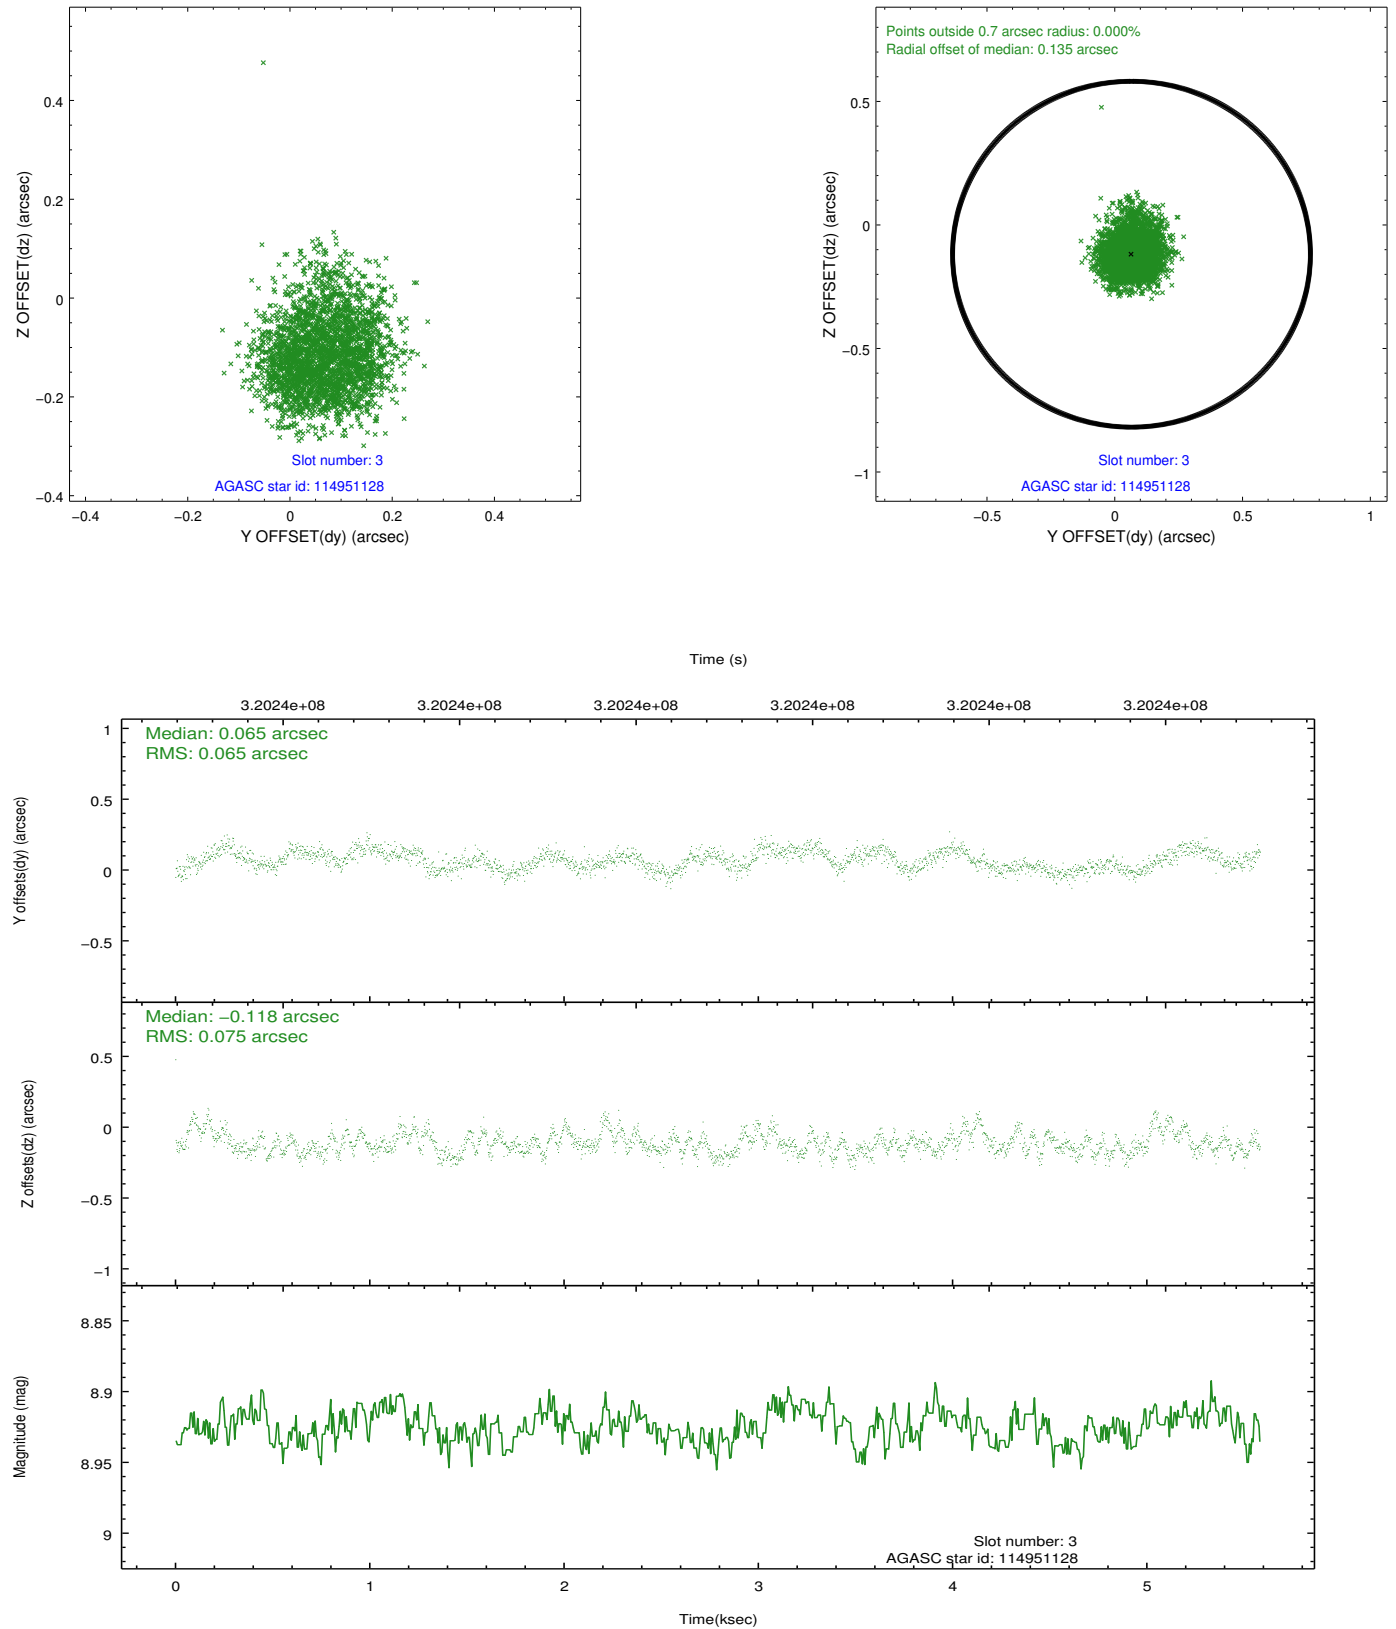 0.4
0.2
0
−0.2
−0.4
Z OFFSET(dz) (arcsec)
Slot number: 3
AGASC star id: 114951128
−0.4 −0.2 0 0.2 0.4
Y OFFSET(dy) (arcsec)
Points outside 0.7 arcsec radius: 0.000%
Radial offset of median: 0.135 arcsec
0.5
0
−0.5
−1
Z OFFSET(dz) (arcsec)
Slot number: 3
AGASC star id: 114951128
−0.5 0 0.5 1
Y OFFSET(dy) (arcsec)
Time (s)
3.2024e+08 3.2024e+08 3.2024e+08 3.2024e+08 3.2024e+08 3.2024e+08
Median: 0.065 arcsec
RMS: 0.065 arcsec
1
0.5
0
−0.5
Y offsets(dy) (arcsec)
Median: −0.118 arcsec
RMS: 0.075 arcsec
0.5
0
−0.5
−1
Z offsets(dz) (arcsec)
8.85
8.9
8.95
9
Magnitude (mag)
Slot number: 3
AGASC star id: 114951128
0 1 2 3 4 5
Time(ksec)